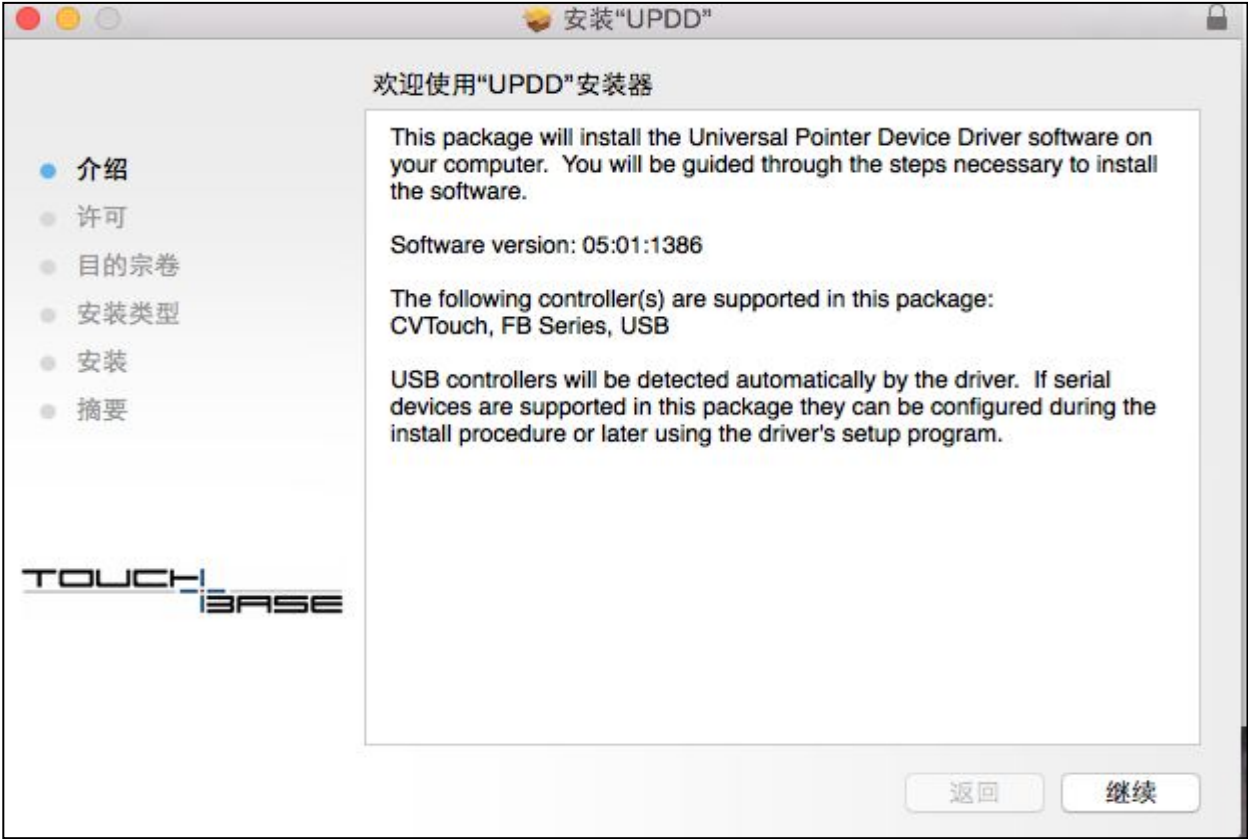 安装“UPDD”
欢迎使用“UPDD”安装器
介绍
许可
目的宗卷
安装类型
安装
摘要
TOUCH
BASE
This package will install the Universal Pointer Device Driver software on
your computer.  You will be guided through the steps necessary to install
the software.
Software version: 05:01:1386
The following controller(s) are supported in this package:
CVTouch, FB Series, USB
USB controllers will be detected automatically by the driver.  If serial
devices are supported in this package they can be configured during the
install procedure or later using the driver's setup program.
返回
继续